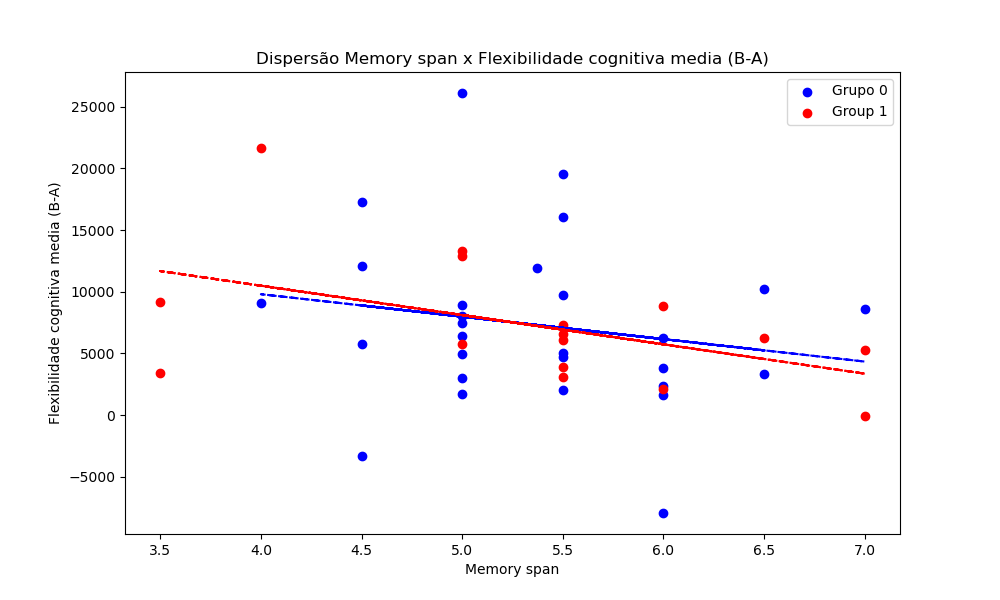 Dispersão Memory span x Flexibilidade cognitiva media (B-A)
Grupo 0
Group 1
25000
20000
15000
10000
5000
0
−5000
Flexibilidade cognitiva media (B-A)
3.5 4.0 4.5 5.0 5.5 6.0 6.5 7.0
Memory span